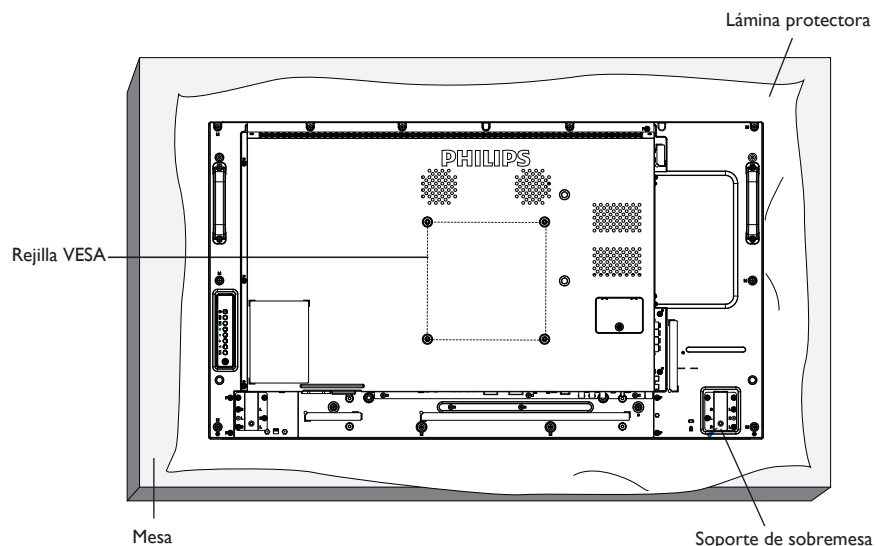 Lámina protectora
PHILIPS
Rejilla VESA
Mesa
Soporte de sobremesa